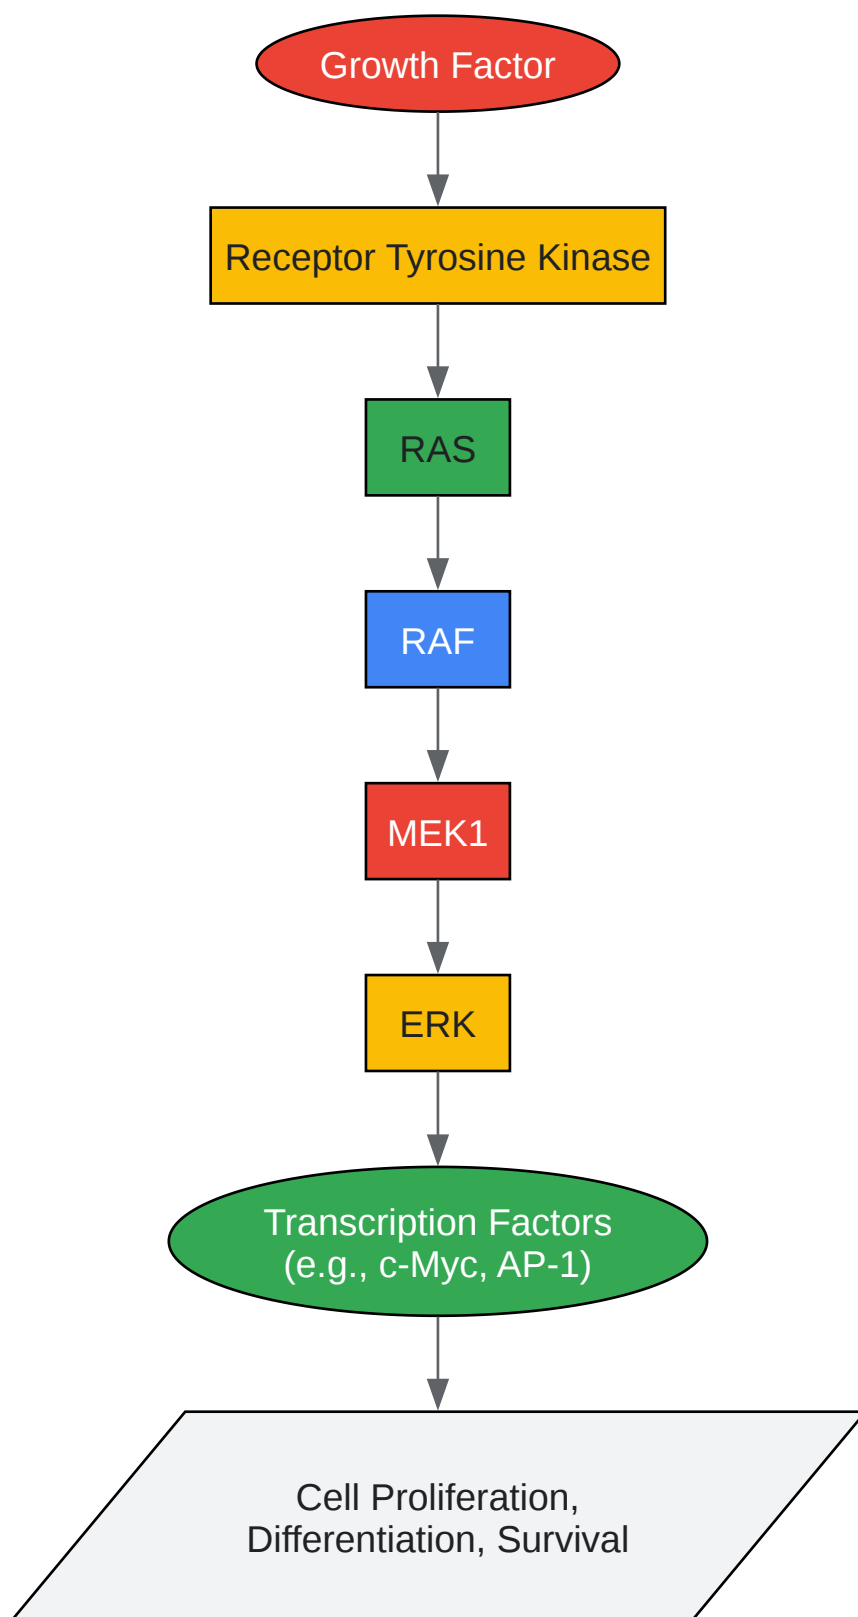 Growth Factor
Receptor Tyrosine Kinase
RAS
RAF
MEK1
ERK
Transcription Factors
(e.g., c-Myc, AP-1)
Cell Proliferation,
Differentiation, Survival